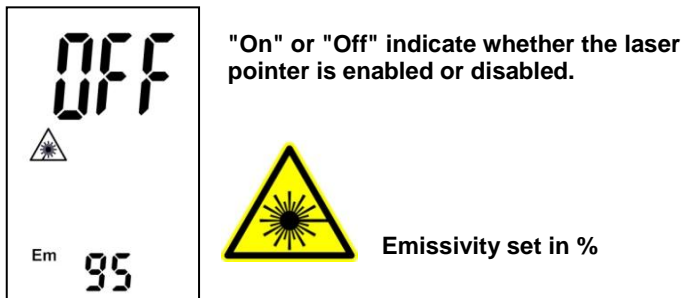 OFF
"On" or "Off" indicate whether the laser
pointer is enabled or disabled.
Em 95
Emissivity set in %